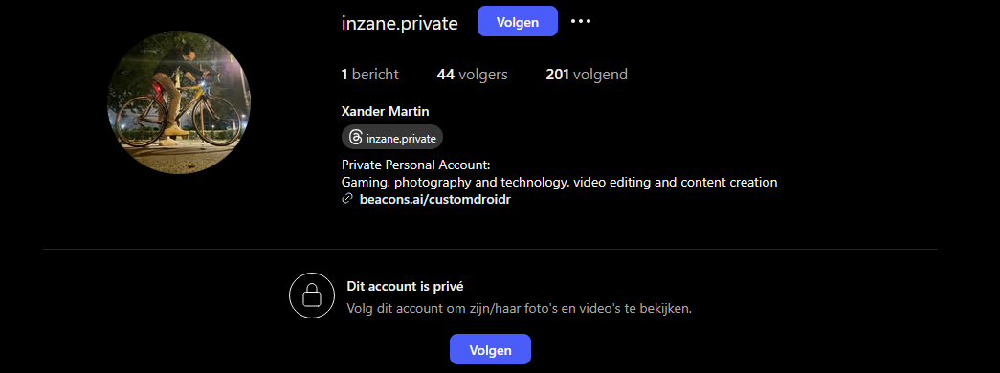 inzane.private Volgen
1 bericht 44 volgers 201 volgend
Xander Martin
inzane.private
Private Personal Account:
Gaming, photography and technology, video editing and content creation
beacons.ai/customdroidr
Dit account is privé
Volg dit account om zijn/haar foto's en video's te bekijken.
Volgen